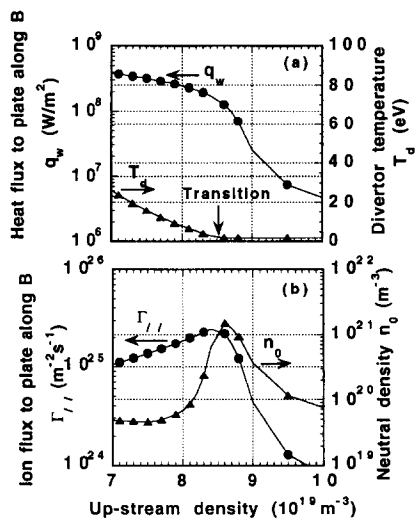 Heat flux to plate along B
q_w (W/m²)
10⁹
10⁸
10⁷
10⁶
q_w
(a)
T_d
Transition
100
80
60
40
20
0
Divertor temperature
T_d (eV)
Ion flux to plate along B
Γ// (m⁻²s⁻¹)
10²⁶
10²⁵
10²⁴
Γ//
(b)
n₀
10²²
10²¹
10²⁰
10¹⁹
Neutral density n₀ (m⁻³)
7 8 9 10
Up-stream density (10¹⁹ m⁻³)